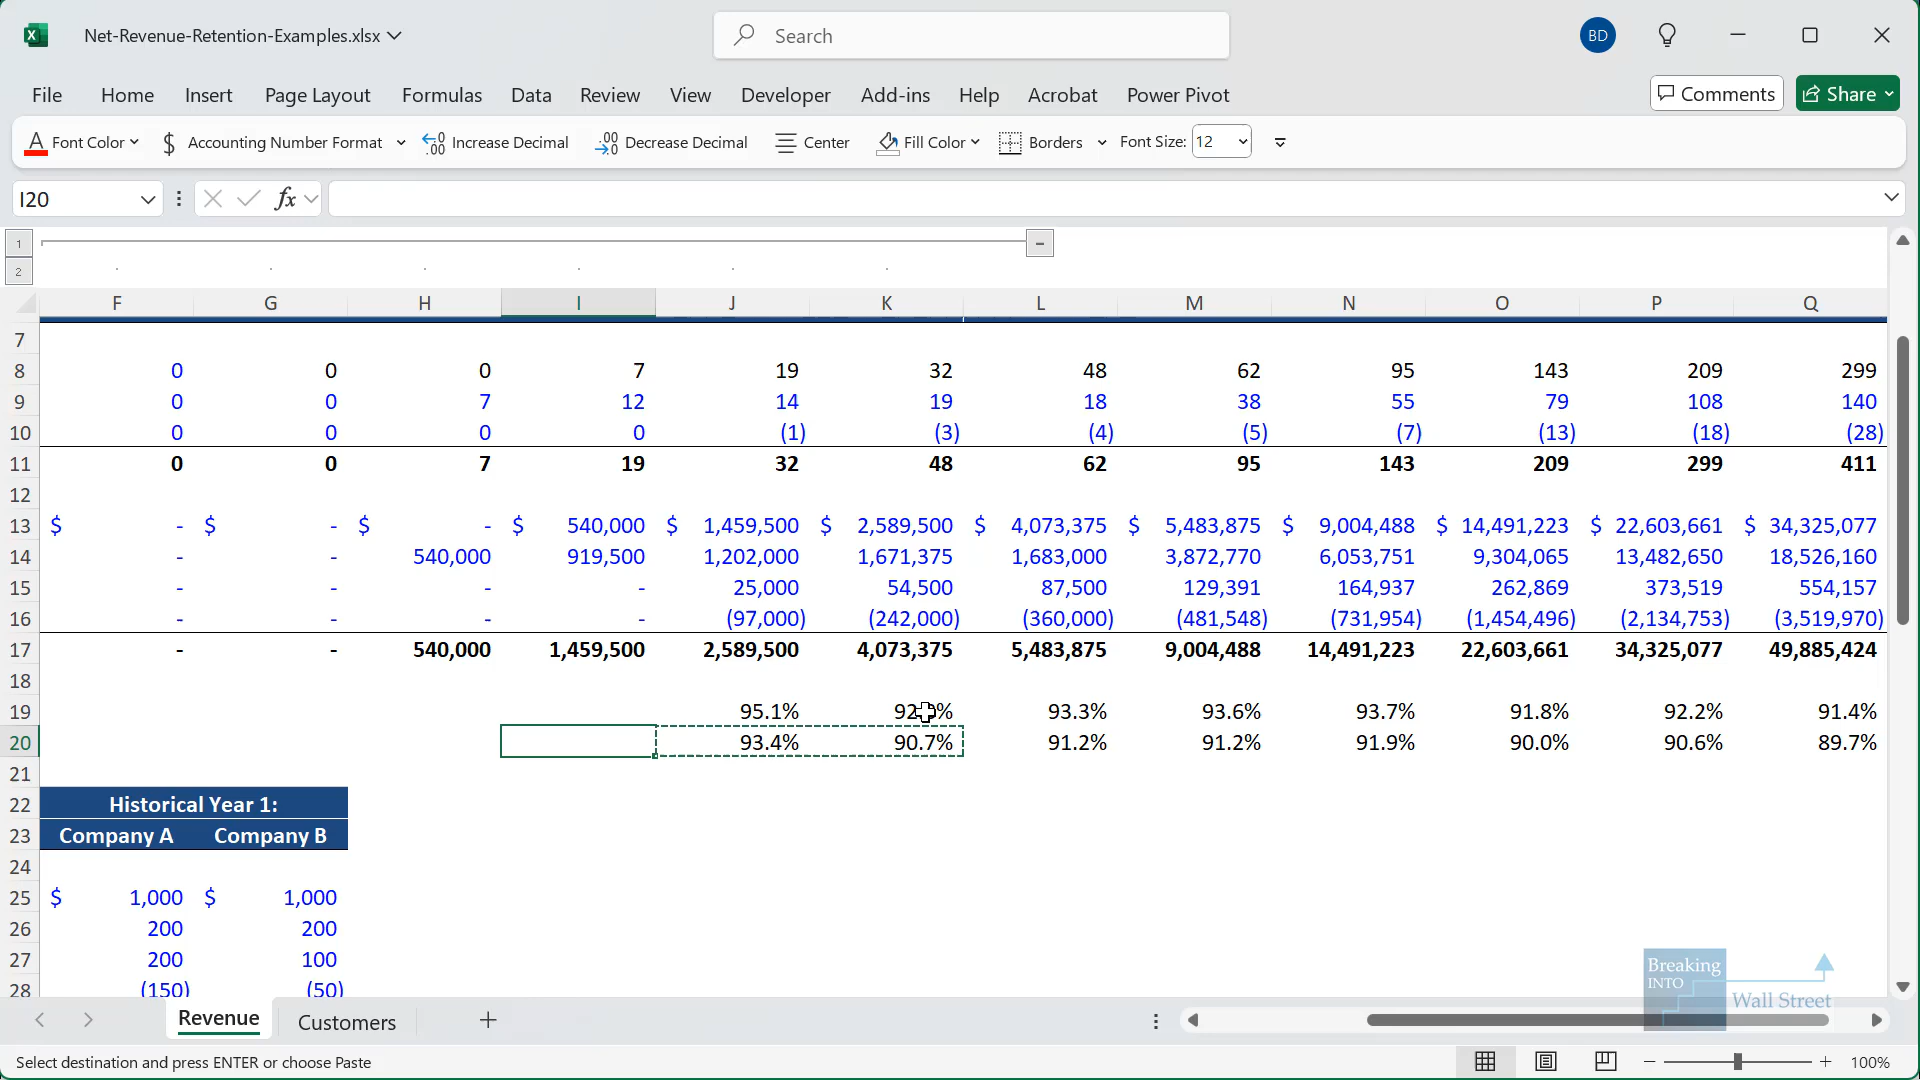 Net-Revenue-Retention-Examples.xlsx
Search
BD
File Home Insert Page Layout Formulas Data Review View Developer Add-ins Help Acrobat Power Pivot Comments Share
Font Color $ Accounting Number Format Increase Decimal Decrease Decimal Center Fill Color Borders Font Size: 12
I20 fx
1
2
F G H I J K L M N O P Q
7
8 0 0 0 7 19 32 48 62 95 143 209 299
9 0 0 7 12 14 19 18 38 55 79 108 140
10 0 0 0 0 (1) (3) (4) (5) (7) (13) (18) (28)
11 0 0 7 19 32 48 62 95 143 209 299 411
12
13 $ - $ - $ - $ 540,000 $ 1,459,500 $ 2,589,500 $ 4,073,375 $ 5,483,875 $ 9,004,488 $ 14,491,223 $ 22,603,661 $ 34,325,077
14 - - 540,000 919,500 1,202,000 1,671,375 1,683,000 3,872,770 6,053,751 9,304,065 13,482,650 18,526,160
15 - - - - 25,000 54,500 87,500 129,391 164,937 262,869 373,519 554,157
16 - - - - (97,000) (242,000) (360,000) (481,548) (731,954) (1,454,496) (2,134,753) (3,519,970)
17 - - 540,000 1,459,500 2,589,500 4,073,375 5,483,875 9,004,488 14,491,223 22,603,661 34,325,077 49,885,424
18
19 95.1% 93.3% 93.6% 93.7% 91.8% 92.2% 91.4%
20 93.4% 90.7% 91.2% 91.2% 91.9% 90.0% 90.6% 89.7%
21
22 Historical Year 1:
23 Company A Company B
24
25 $ 1,000 $ 1,000
26 200 200
27 200 100
28 (150) (50)
Breaking
INTO
Wall Street
Revenue Customers
Select destination and press ENTER or choose Paste 100%